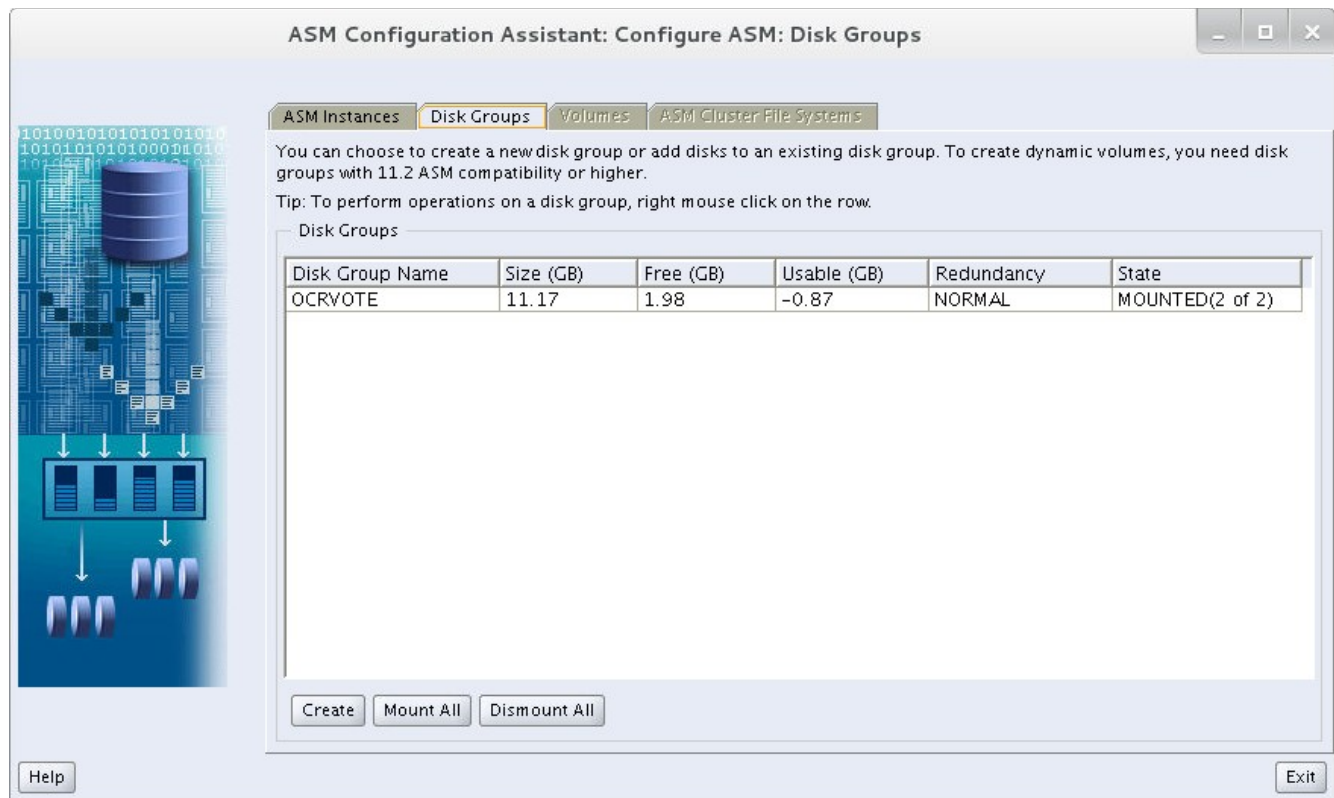 ASM Configuration Assistant: Configure ASM: Disk Groups
ASM Instances Disk Groups Volumes ASM Cluster File Systems
You can choose to create a new disk group or add disks to an existing disk group. To create dynamic volumes, you need disk
groups with 11.2 ASM compatibility or higher.
Tip: To perform operations on a disk group, right mouse click on the row.
Disk Groups
Disk Group Name Size (GB) Free (GB) Usable (GB) Redundancy State
OCRVOTE 11.17 1.98 -0.87 NORMAL MOUNTED(2 of 2)
Create Mount All Dismount All
Help Exit